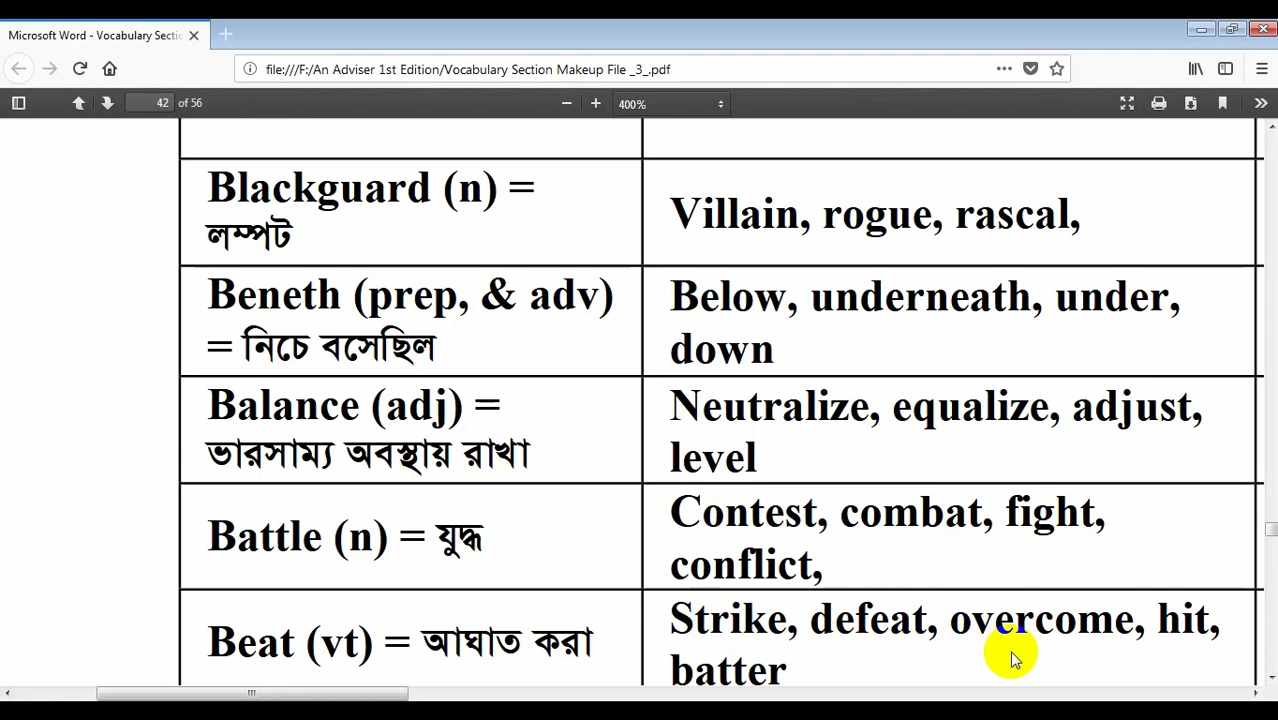 Microsoft Word - Vocabulary Sectic
file:///F:/An Adviser 1st Edition/Vocabulary Section Makeup File _3_.pdf
42 of 56
400%
Blackguard (n) =
লম্পট
Villain, rogue, rascal,
Beneth (prep, & adv)
= নিচে বসেছিল
Below, underneath, under,
down
Balance (adj) =
ভারসাম্য অবস্থায় রাখা
Neutralize, equalize, adjust,
level
Battle (n) = যুদ্ধ
Contest, combat, fight,
conflict,
Beat (vt) = আঘাত করা
Strike, defeat, overcome, hit,
batter